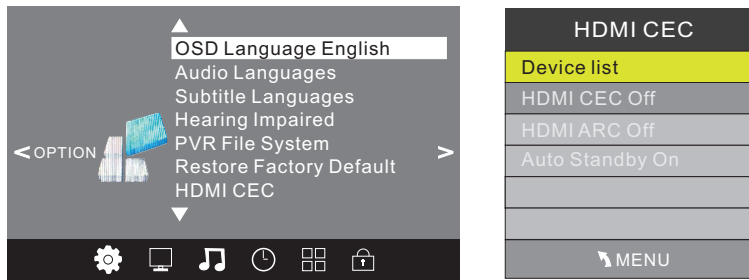 OSD Language English
Audio Languages
Subtitle Languages
Hearing Impaired
PVR File System
Restore Factory Default
HDMI CEC
< OPTION >
HDMI CEC
Device list
HDMI CEC Off
HDMI ARC Off
Auto Standby On
MENU